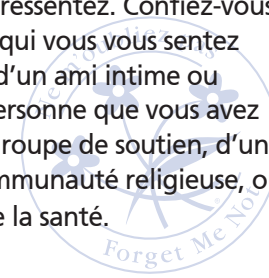 ressentez. Confiez-vous
qui vous vous sentez
d'un ami intime ou
ersonne que vous avez
roupe de soutien, d'un
mmunauté religieuse, o
e la santé.
Forget Me Not